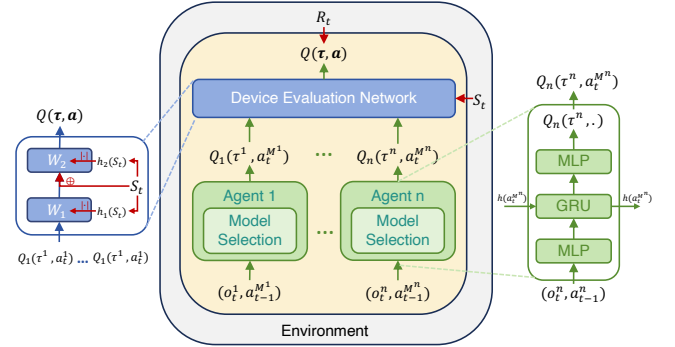 R_t
Q(τ, a)
Device Evaluation Network
S_t
Q_1(τ^1, a_t^{M^1})
...
Q_n(τ^n, a_t^{M^n})
Agent 1
Model
Selection
...
Agent n
Model
Selection
(o_t^1, a_{t-1}^{M^1})
(o_t^n, a_{t-1}^{M^n})
Environment
Q(τ, a)
W_2
|·|
h_2(S_t)
⊕
S_t
W_1
|·|
h_1(S_t)
Q_1(τ^1, a_t^1) ... Q_1(τ^1, a_t^1)
Q_n(τ^n, a_t^{M^n})
Q_n(τ^n, .)
MLP
h(a_t^{M^n})
GRU
h(a_t^{M^n})
MLP
(o_t^n, a_{t-1}^n)